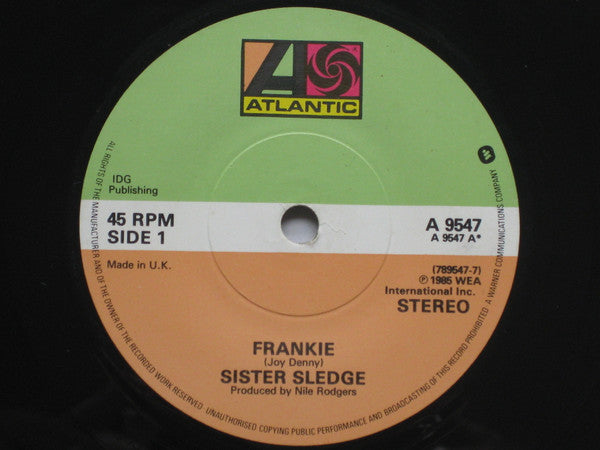 ATLANTIC
IDG
Publishing
45 RPM
SIDE 1
A 9547
A 9547 A*
Made in U.K.
(789547-7)
℗ 1985 WEA
International Inc.
STEREO
FRANKIE
(Joy Denny)
SISTER SLEDGE
Produced by Nile Rodgers
ALL RIGHTS OF THE MANUFACTURER AND OF THE OWNER OF THE RECORDED WORK RESERVED. UNAUTHORISED COPYING PUBLIC PERFORMANCE AND BROADCASTING OF THIS RECORD PROHIBITED. A WARNER COMMUNICATIONS COMPANY